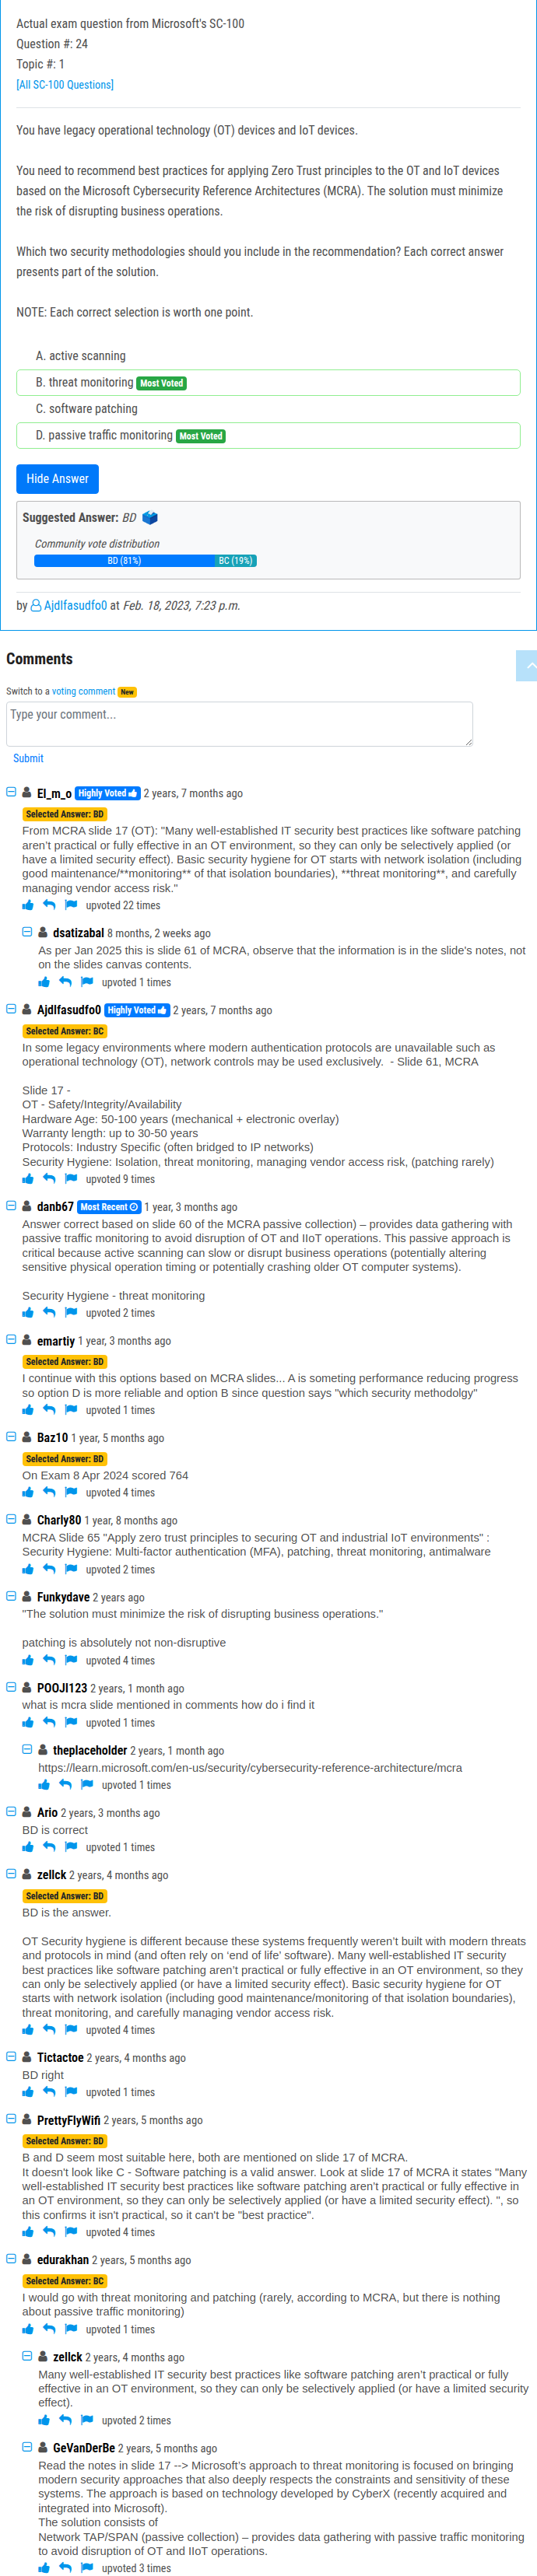 Actual exam question from Microsoft's SC-100
Question #: 24
Topic #: 1
[All SC-100 Questions]
You have legacy operational technology (OT) devices and IoT devices.
You need to recommend best practices for applying Zero Trust principles to the OT and IoT devices
based on the Microsoft Cybersecurity Reference Architectures (MCRA). The solution must minimize
the risk of disrupting business operations.
Which two security methodologies should you include in the recommendation? Each correct answer
presents part of the solution.
NOTE: Each correct selection is worth one point.
A. active scanning
B. threat monitoring Most Voted
C. software patching
D. passive traffic monitoring Most Voted
Hide Answer
Suggested Answer: BD
Community vote distribution
BD (81%) BC (19%)
by Ajdlfasudfo0 at Feb. 18, 2023, 7:23 p.m.
Comments
Switch to a voting comment New
Type your comment...
Submit
El_m_o Highly Voted 2 years, 7 months ago
Selected Answer: BD
From MCRA slide 17 (OT): "Many well-established IT security best practices like software patching
aren't practical or fully effective in an OT environment, so they can only be selectively applied (or
have a limited security effect). Basic security hygiene for OT starts with network isolation (including
good maintenance/**monitoring** of that isolation boundaries), **threat monitoring**, and carefully
managing vendor access risk."
upvoted 22 times
dsatizabal 8 months, 2 weeks ago
As per Jan 2025 this is slide 61 of MCRA, observe that the information is in the slide's notes, not
on the slides canvas contents.
upvoted 1 times
Ajdlfasudfo0 Highly Voted 2 years, 7 months ago
Selected Answer: BC
In some legacy environments where modern authentication protocols are unavailable such as
operational technology (OT), network controls may be used exclusively.  - Slide 61, MCRA
Slide 17 -
OT - Safety/Integrity/Availability
Hardware Age: 50-100 years (mechanical + electronic overlay)
Warranty length: up to 30-50 years
Protocols: Industry Specific (often bridged to IP networks)
Security Hygiene: Isolation, threat monitoring, managing vendor access risk, (patching rarely)
upvoted 9 times
danb67 Most Recent 1 year, 3 months ago
Answer correct based on slide 60 of the MCRA passive collection) – provides data gathering with
passive traffic monitoring to avoid disruption of OT and IIoT operations. This passive approach is
critical because active scanning can slow or disrupt business operations (potentially altering
sensitive physical operation timing or potentially crashing older OT computer systems).
Security Hygiene - threat monitoring
upvoted 2 times
emartiy 1 year, 3 months ago
Selected Answer: BD
I continue with this options based on MCRA slides... A is someting performance reducing progress
so option D is more reliable and option B since question says "which security methodolgy"
upvoted 1 times
Baz10 1 year, 5 months ago
Selected Answer: BD
On Exam 8 Apr 2024 scored 764
upvoted 4 times
Charly80 1 year, 8 months ago
MCRA Slide 65 "Apply zero trust principles to securing OT and industrial IoT environments" :
Security Hygiene: Multi-factor authentication (MFA), patching, threat monitoring, antimalware
upvoted 2 times
Funkydave 2 years ago
"The solution must minimize the risk of disrupting business operations."
patching is absolutely not non-disruptive
upvoted 4 times
POOJI123 2 years, 1 month ago
what is mcra slide mentioned in comments how do i find it
upvoted 1 times
theplaceholder 2 years, 1 month ago
https://learn.microsoft.com/en-us/security/cybersecurity-reference-architecture/mcra
upvoted 1 times
Ario 2 years, 3 months ago
BD is correct
upvoted 1 times
zellck 2 years, 4 months ago
Selected Answer: BD
BD is the answer.
OT Security hygiene is different because these systems frequently weren't built with modern threats
and protocols in mind (and often rely on 'end of life' software). Many well-established IT security
best practices like software patching aren't practical or fully effective in an OT environment, so they
can only be selectively applied (or have a limited security effect). Basic security hygiene for OT
starts with network isolation (including good maintenance/monitoring of that isolation boundaries),
threat monitoring, and carefully managing vendor access risk.
upvoted 4 times
Tictactoe 2 years, 4 months ago
BD right
upvoted 1 times
PrettyFlyWifi 2 years, 5 months ago
Selected Answer: BD
B and D seem most suitable here, both are mentioned on slide 17 of MCRA.
It doesn't look like C - Software patching is a valid answer. Look at slide 17 of MCRA it states "Many
well-established IT security best practices like software patching aren't practical or fully effective in
an OT environment, so they can only be selectively applied (or have a limited security effect). ", so
this confirms it isn't practical, so it can't be "best practice".
upvoted 4 times
edurakhan 2 years, 5 months ago
Selected Answer: BC
I would go with threat monitoring and patching (rarely, according to MCRA, but there is nothing
about passive traffic monitoring)
upvoted 1 times
zellck 2 years, 4 months ago
Many well-established IT security best practices like software patching aren't practical or fully
effective in an OT environment, so they can only be selectively applied (or have a limited security
effect).
upvoted 2 times
GeVanDerBe 2 years, 5 months ago
Read the notes in slide 17 --> Microsoft's approach to threat monitoring is focused on bringing
modern security approaches that also deeply respects the constraints and sensitivity of these
systems. The approach is based on technology developed by CyberX (recently acquired and
integrated into Microsoft).
The solution consists of
Network TAP/SPAN (passive collection) – provides data gathering with passive traffic monitoring
to avoid disruption of OT and IIoT operations.
upvoted 3 times